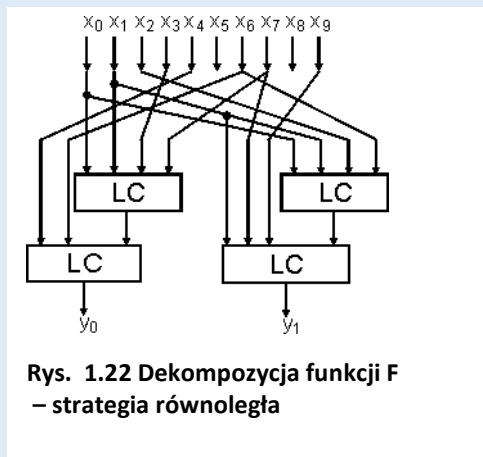 x0 x1 x2 x3 x4 x5 x6 x7 x8 x9
LC LC
LC LC
y0 y1
Rys. 1.22 Dekompozycja funkcji F
– strategia równoległa